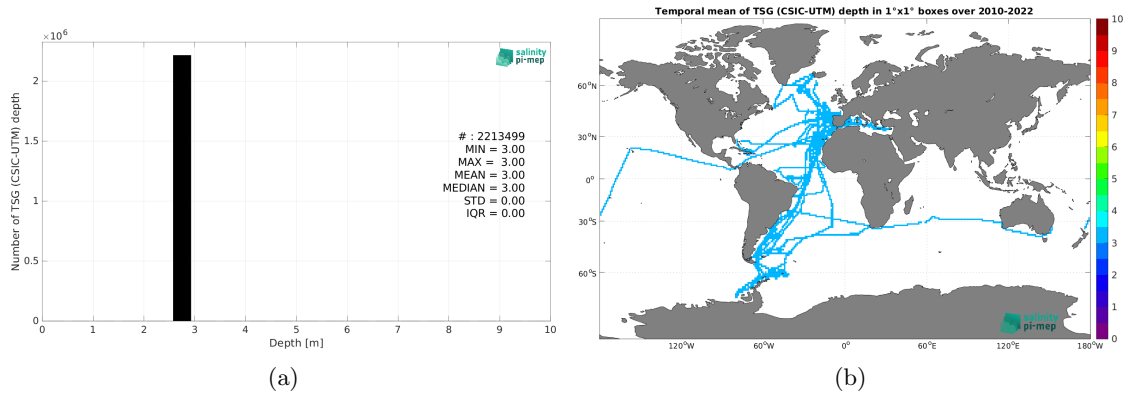 ×10⁶
2
1.5
1
0.5
0
Number of TSG (CSIC-UTM) depth
0 1 2 3 4 5 6 7 8 9 10
Depth [m]
salinity
pi-mep
# : 2213499
MIN = 3.00
MAX = 3.00
MEAN = 3.00
MEDIAN = 3.00
STD = 0.00
IQR = 0.00
(a)
Temporal mean of TSG (CSIC-UTM) depth in 1°x1° boxes over 2010-2022
60°N
30°N
0°
30°S
60°S
120°W 60°W 0° 60°E 120°E 180°W
salinity
pi-mep
10
9
8
7
6
5
4
3
2
1
0
(b)